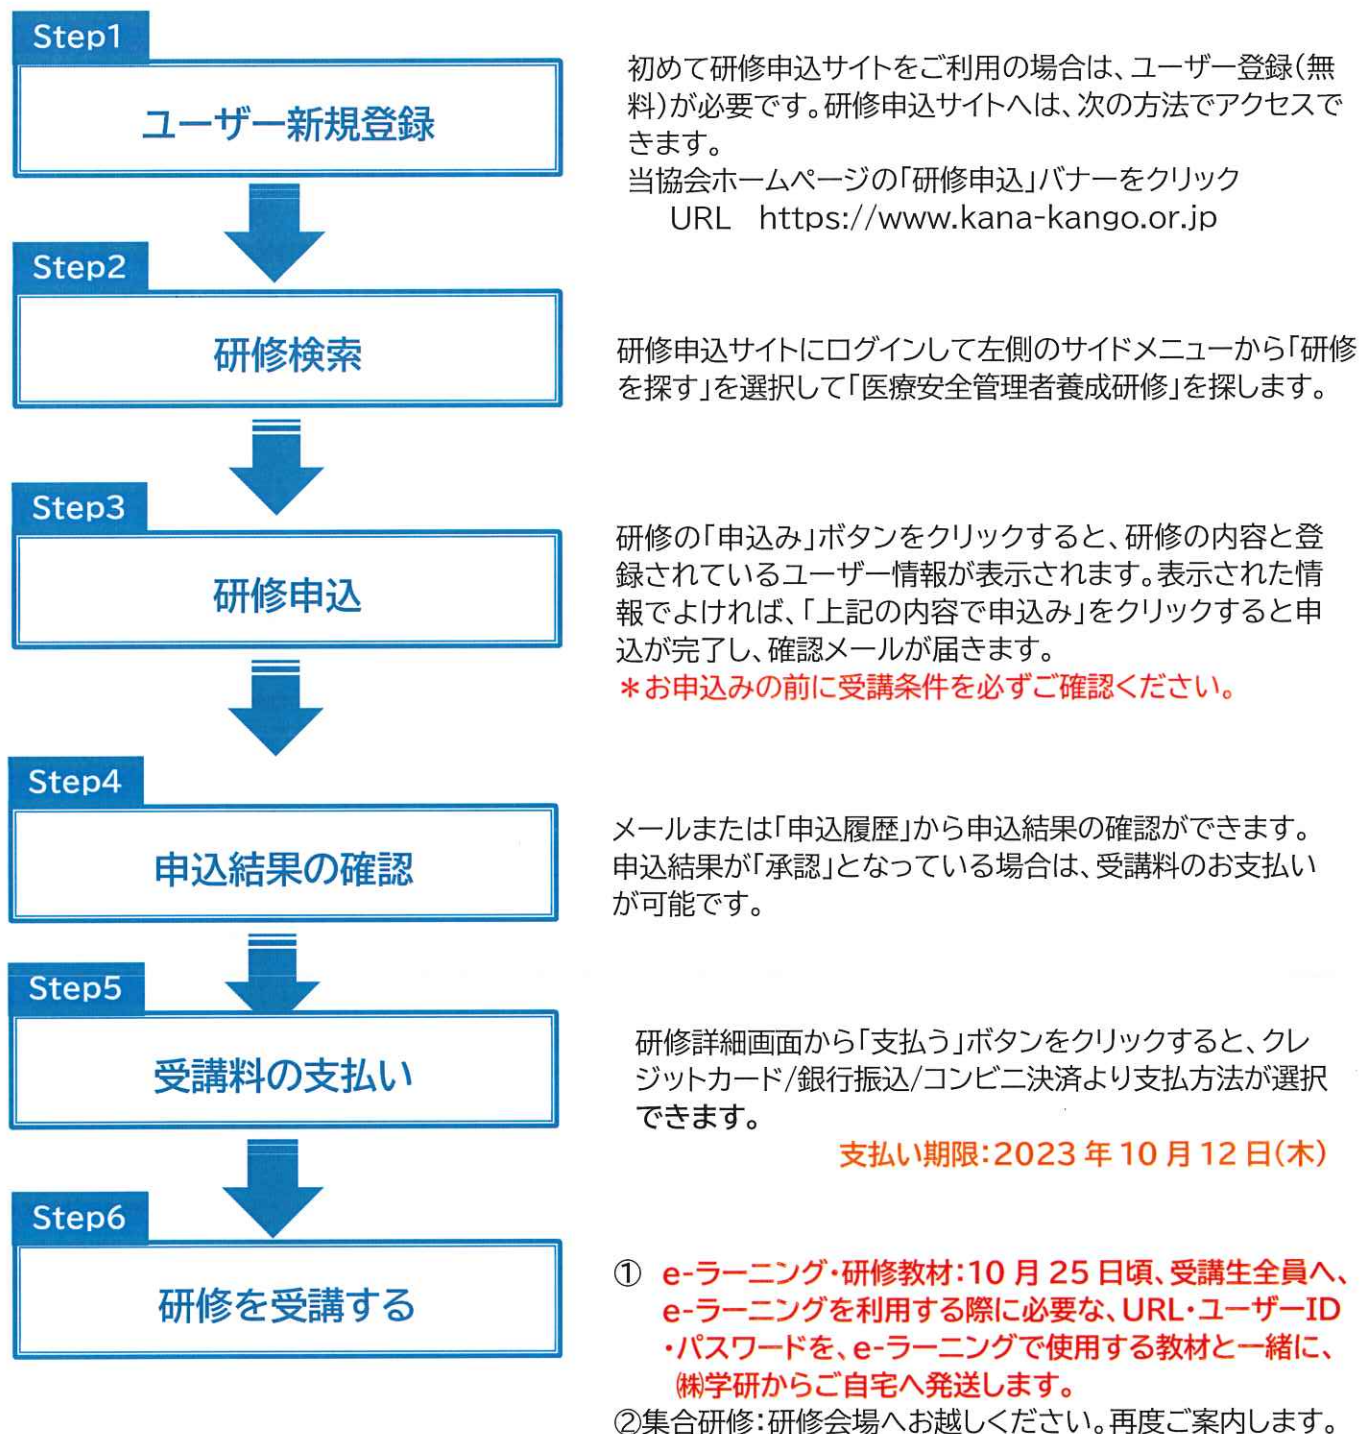 Step1
ユーザー新規登録
初めて研修申込サイトをご利用の場合は、ユーザー登録(無
料)が必要です。研修申込サイトへは、次の方法でアクセスで
きます。
当協会ホームページの「研修申込」バナーをクリック
URL https://www.kana-kango.or.jp
Step2
研修検索
研修申込サイトにログインして左側のサイドメニューから「研修
を探す」を選択して「医療安全管理者養成研修」を探します。
Step3
研修申込
研修の「申込み」ボタンをクリックすると、研修の内容と登
録されているユーザー情報が表示されます。表示された情
報でよければ、「上記の内容で申込み」をクリックすると申
込が完了し、確認メールが届きます。
*お申込みの前に受講条件を必ずご確認ください。
Step4
申込結果の確認
メールまたは「申込履歴」から申込結果の確認ができます。
申込結果が「承認」となっている場合は、受講料のお支払い
が可能です。
Step5
受講料の支払い
研修詳細画面から「支払う」ボタンをクリックすると、クレ
ジットカード/銀行振込/コンビニ決済より支払方法が選択
できます。
支払い期限:2023年10月12日(木)
Step6
研修を受講する
① e-ラーニング・研修教材:10月25日頃、受講生全員へ、
e-ラーニングを利用する際に必要な、URL・ユーザーID
・パスワードを、e-ラーニングで使用する教材と一緒に、
㈱学研からご自宅へ発送します。
②集合研修:研修会場へお越しください。再度ご案内します。